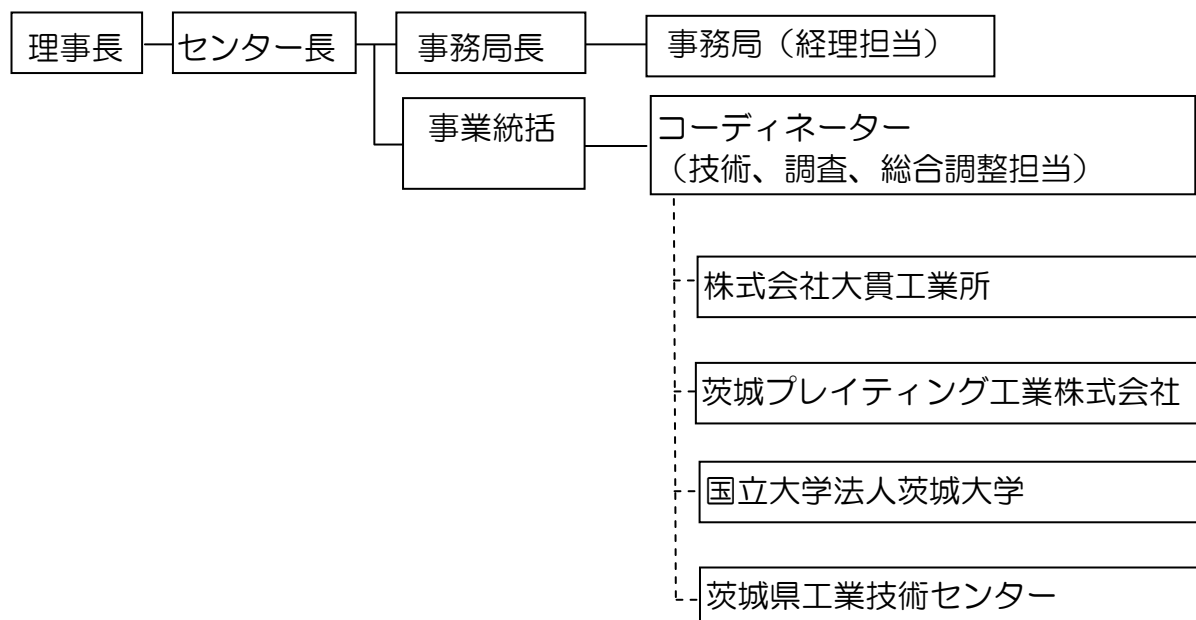 理事長
センター長
事務局長
事務局（経理担当）
事業統括
コーディネーター
（技術、調査、総合調整担当）
株式会社大貫工業所
茨城プレイティング工業株式会社
国立大学法人茨城大学
茨城県工業技術センター